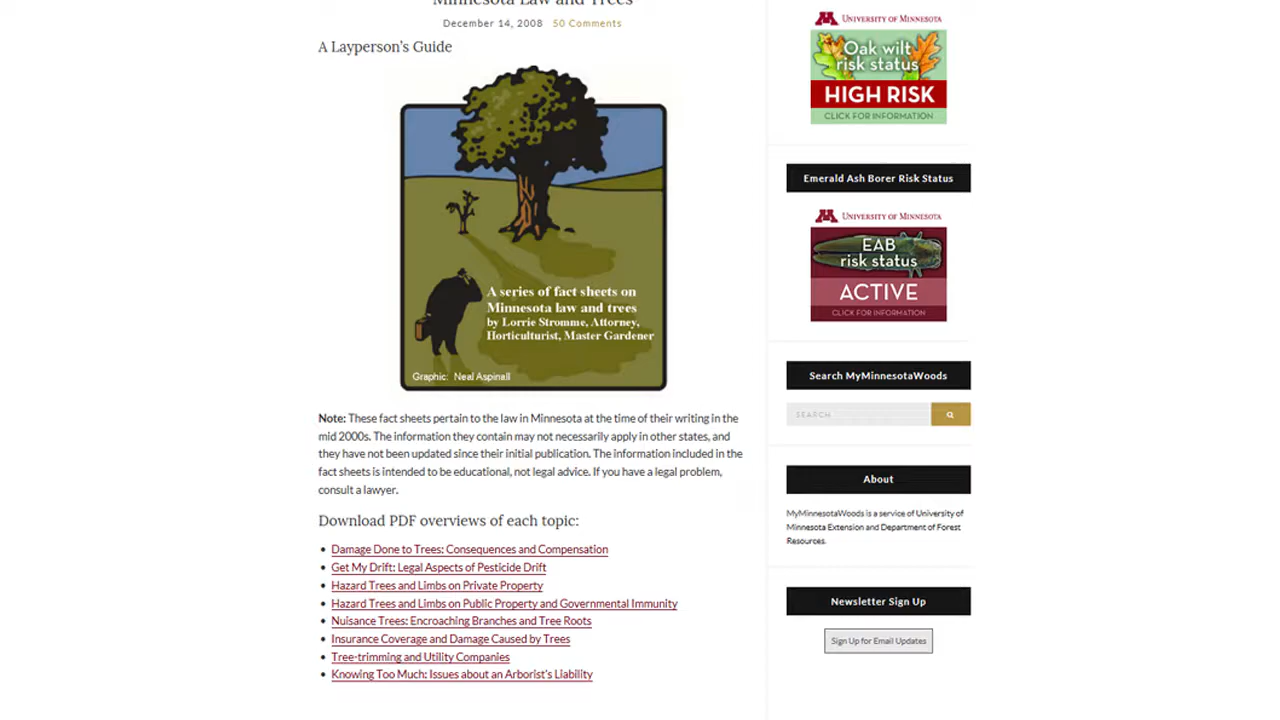 Minnesota Law and Trees
December 14, 2008 50 Comments
A Layperson's Guide
A series of fact sheets on
Minnesota law and trees
by Lorrie Stromme, Attorney,
Horticulturist, Master Gardener
Graphic: Neal Aspinall
Note: These fact sheets pertain to the law in Minnesota at the time of their writing in the
mid 2000s. The information they contain may not necessarily apply in other states, and
they have not been updated since their initial publication. The information included in the
fact sheets is intended to be educational, not legal advice. If you have a legal problem,
consult a lawyer.
Download PDF overviews of each topic:
• Damage Done to Trees: Consequences and Compensation
• Get My Drift: Legal Aspects of Pesticide Drift
• Hazard Trees and Limbs on Private Property
• Hazard Trees and Limbs on Public Property and Governmental Immunity
• Nuisance Trees: Encroaching Branches and Tree Roots
• Insurance Coverage and Damage Caused by Trees
• Tree-trimming and Utility Companies
• Knowing Too Much: Issues about an Arborist's Liability
M University of Minnesota
Oak wilt
risk status
HIGH RISK
CLICK FOR INFORMATION
Emerald Ash Borer Risk Status
M University of Minnesota
EAB
risk status
ACTIVE
CLICK FOR INFORMATION
Search MyMinnesotaWoods
SEARCH
About
MyMinnesotaWoods is a service of University of
Minnesota Extension and Department of Forest
Resources.
Newsletter Sign Up
Sign Up for Email Updates